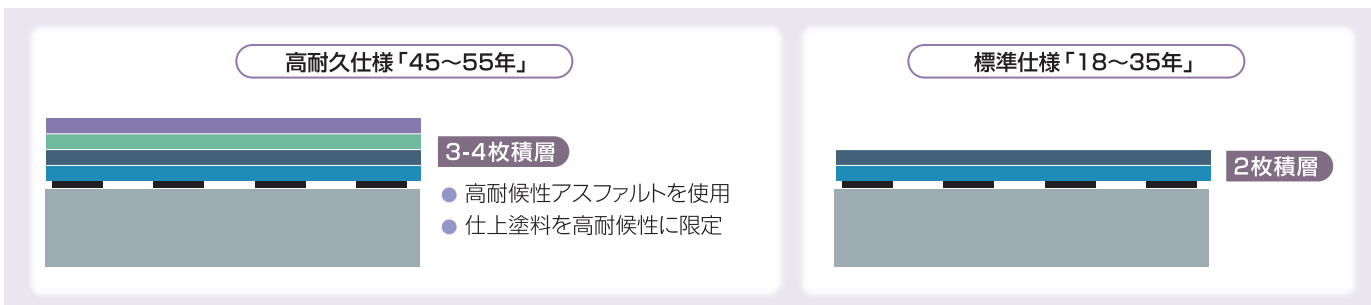 高耐久仕様「45〜55年」
3-4枚積層
● 高耐候性アスファルトを使用
● 仕上塗料を高耐候性に限定
標準仕様「18〜35年」
2枚積層